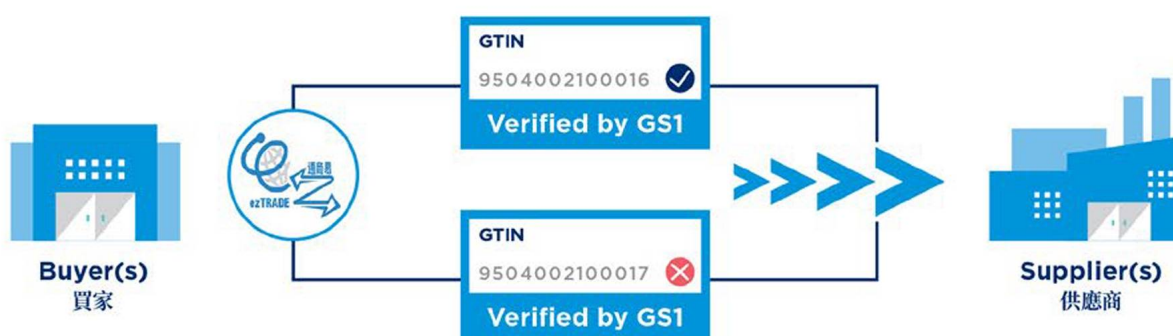 GTIN
9504002100016
Verified by GS1
通商易
ezTRADE
GTIN
9504002100017
Verified by GS1
Buyer(s)
買家
Supplier(s)
供應商